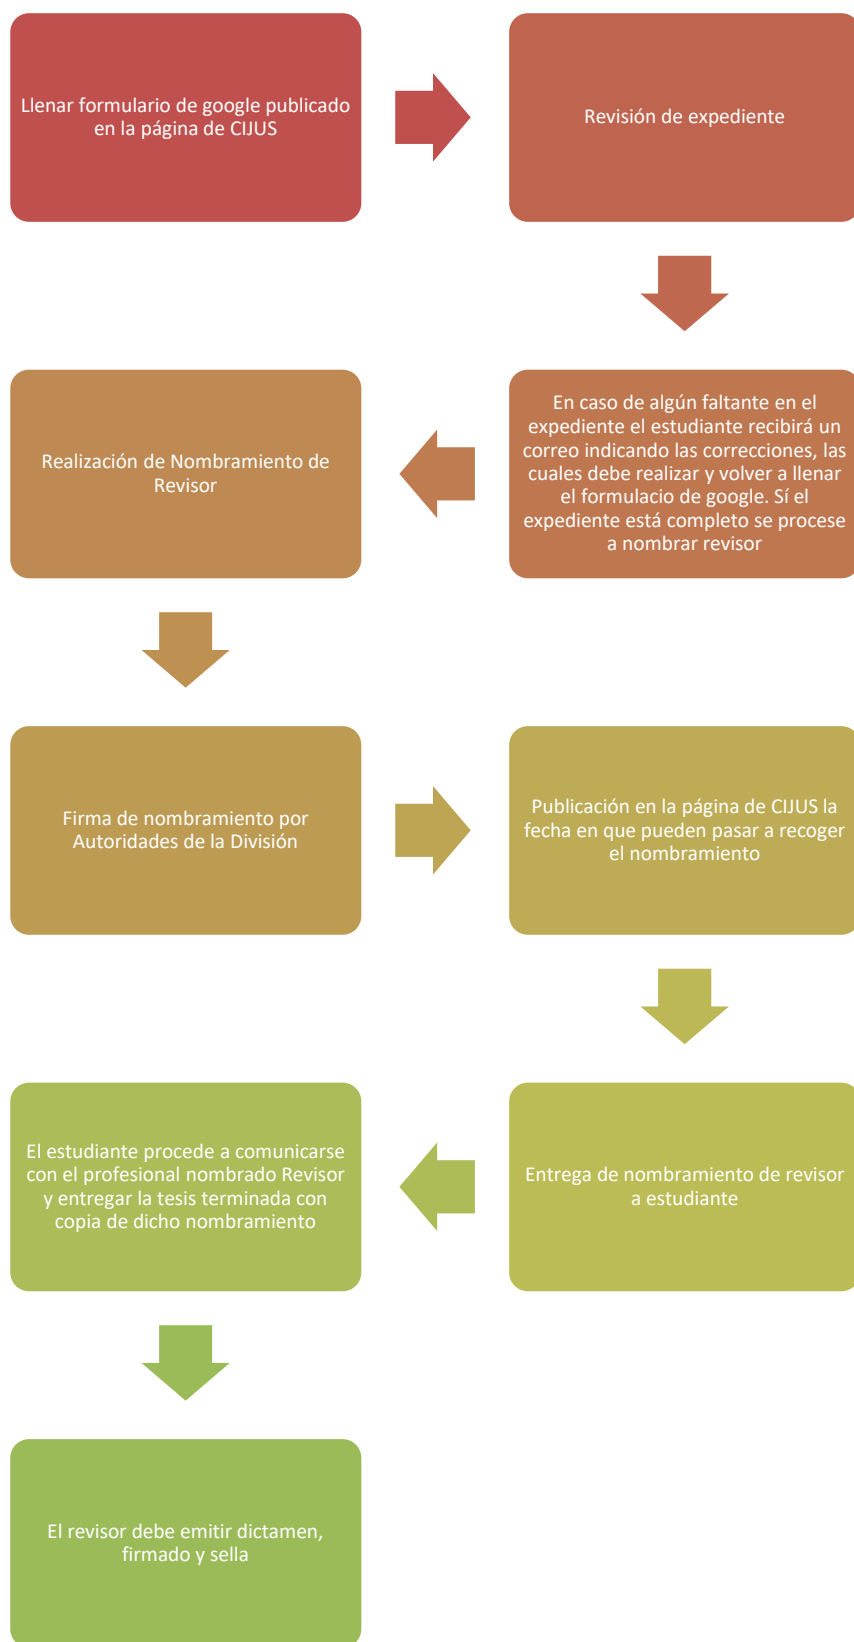 Llenar formulario de google publicado
en la página de CIJUS
Revisión de expediente
En caso de algún faltante en el
expediente el estudiante recibirá un
correo indicando las correcciones, las
cuales debe realizar y volver a llenar
el formulacio de google. Sí el
expediente está completo se procese
a nombrar revisor
Realización de Nombramiento de
Revisor
Firma de nombramiento por
Autoridades de la División
Publicación en la página de CIJUS la
fecha en que pueden pasar a recoger
el nombramiento
Entrega de nombramiento de revisor
a estudiante
El estudiante procede a comunicarse
con el profesional nombrado Revisor
y entregar la tesis terminada con
copia de dicho nombramiento
El revisor debe emitir dictamen,
firmado y sella